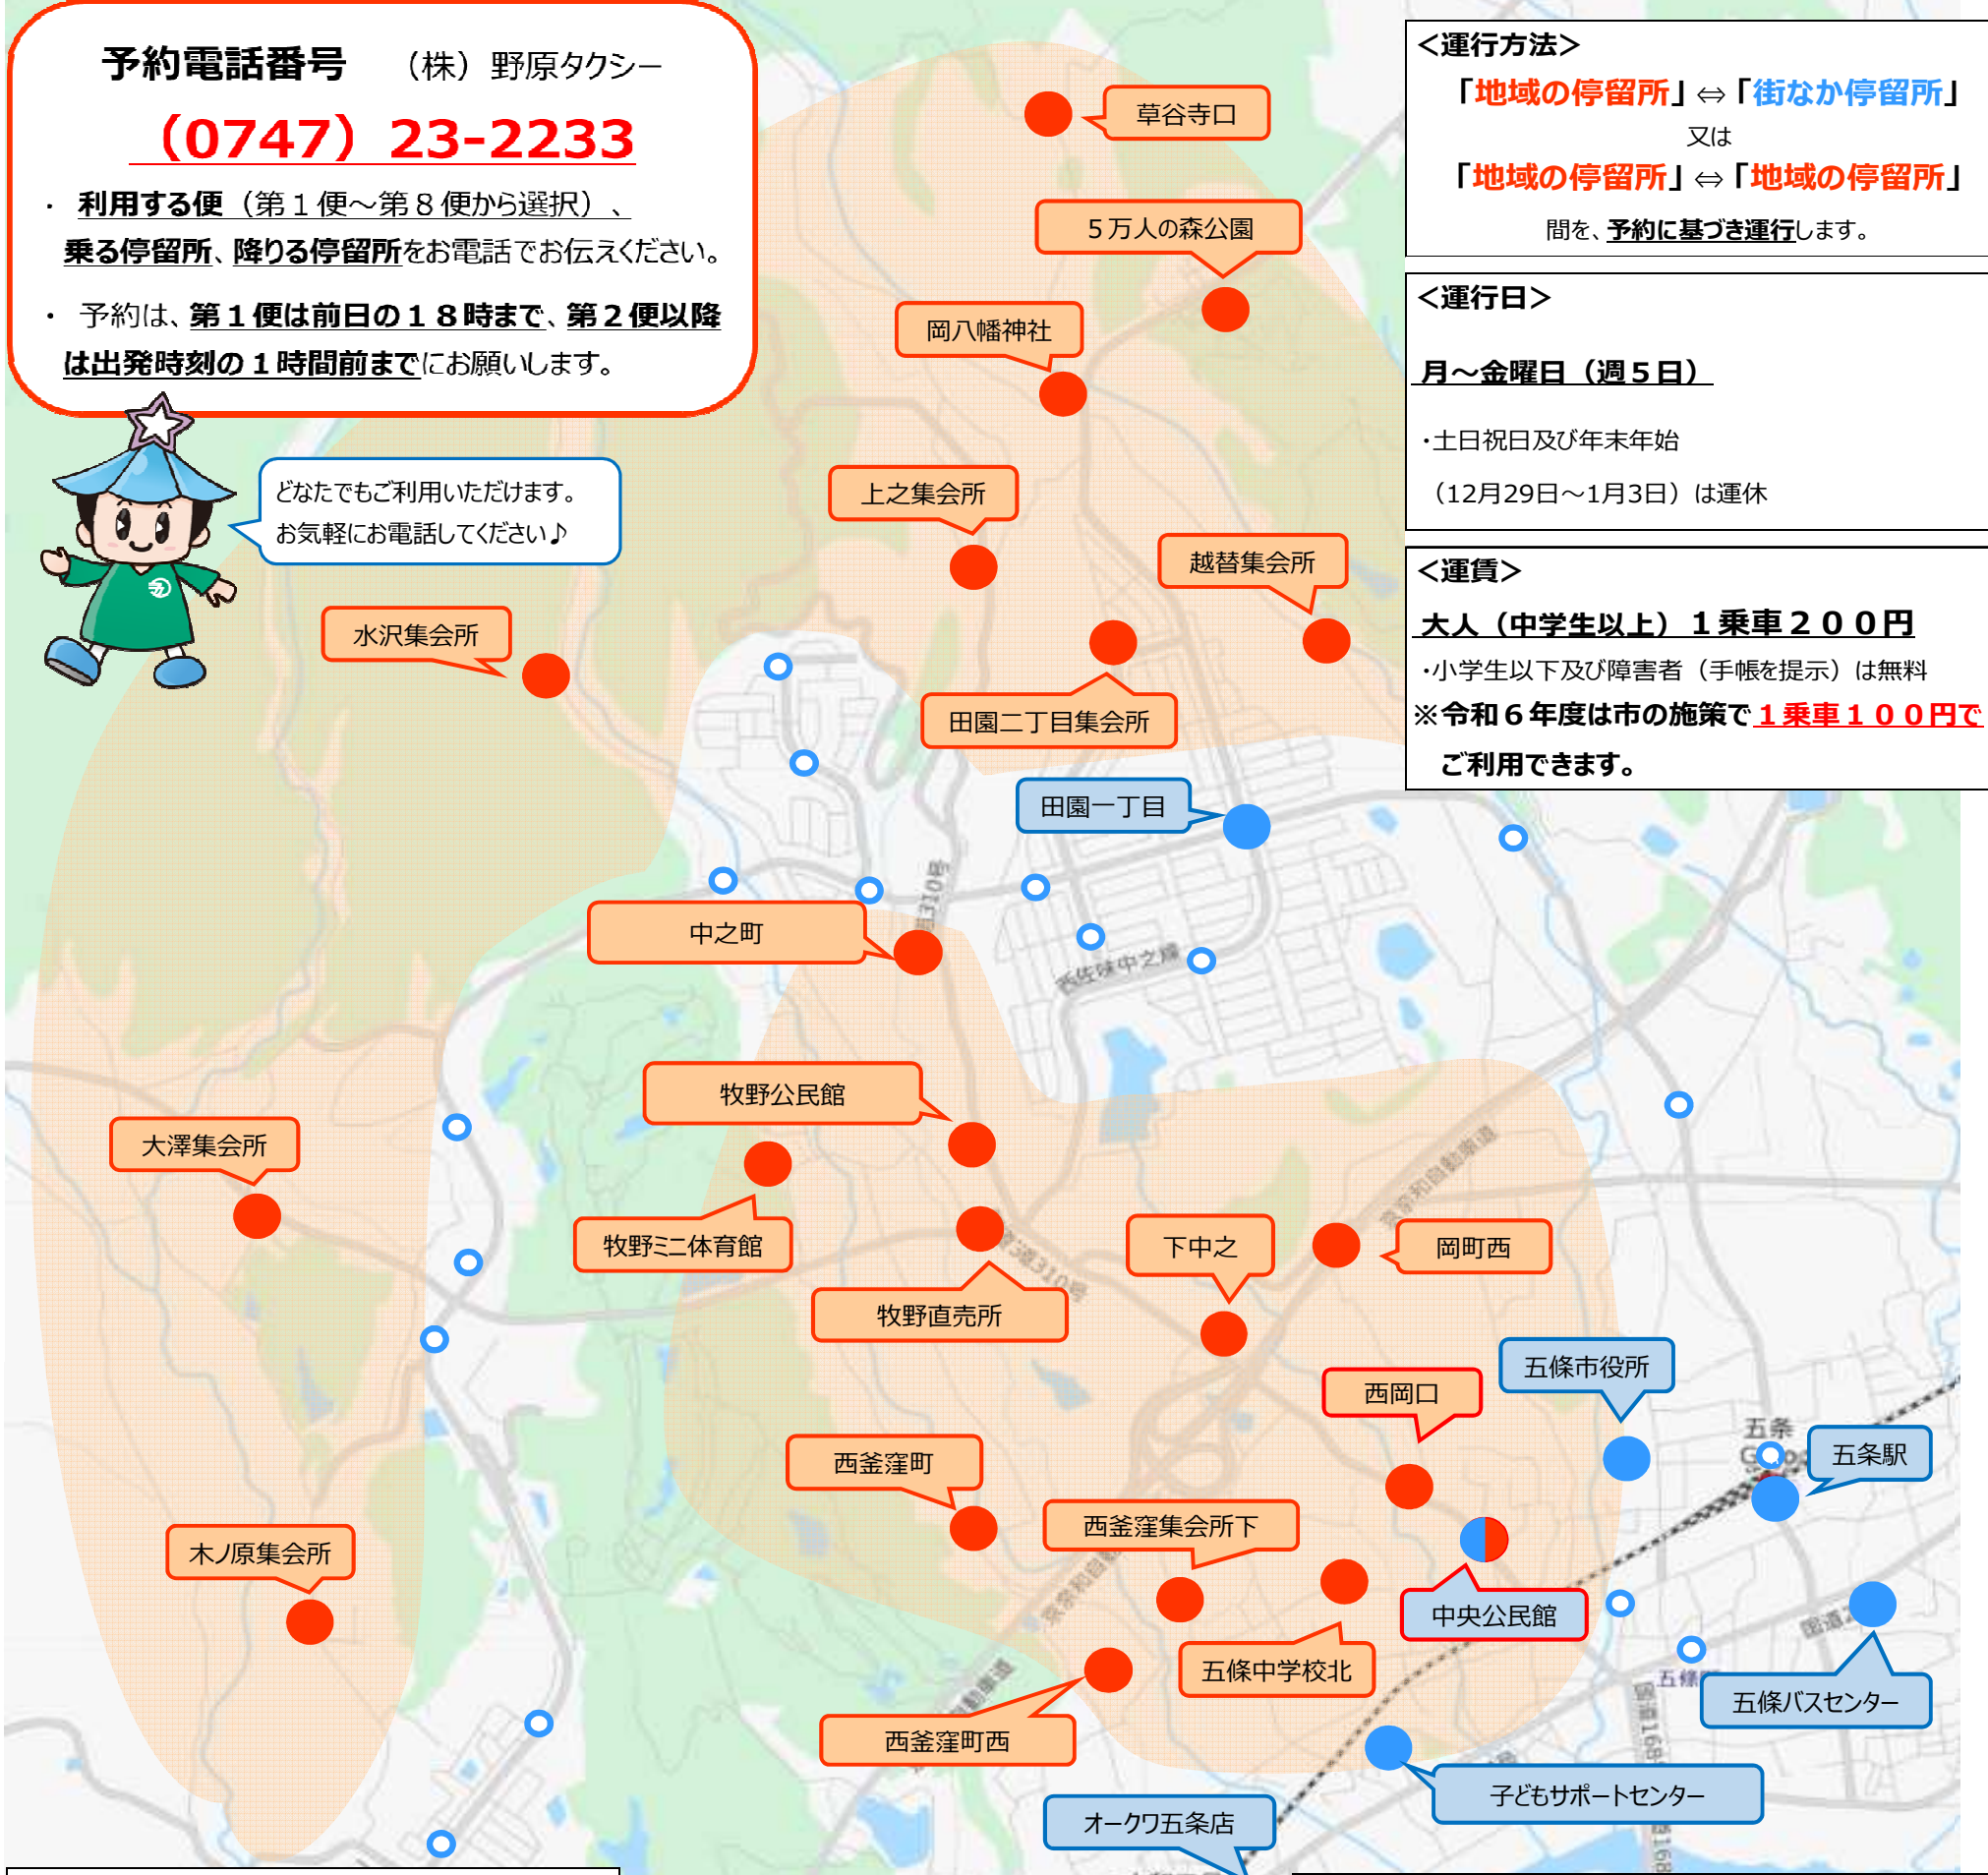 予約電話番号　（株）野原タクシー
（0747）23-2233
・ 利用する便（第１便～第８便から選択）、
乗る停留所、降りる停留所をお電話でお伝えください。
・ 予約は、第１便は前日の１８時まで、第２便以降
は出発時刻の１時間前までにお願いします。
どなたでもご利用いただけます。
お気軽にお電話してください♪
＜運行方法＞
「地域の停留所」⇔「街なか停留所」
又は
「地域の停留所」⇔「地域の停留所」
間を、予約に基づき運行します。
＜運行日＞
月～金曜日（週５日）
・土日祝日及び年末年始
（12月29日～1月3日）は運休
＜運賃＞
大人（中学生以上）１乗車２００円
・小学生以下及び障害者（手帳を提示）は無料
※令和６年度は市の施策で１乗車１００円で
ご利用できます。
草谷寺口
５万人の森公園
岡八幡神社
上之集会所
越替集会所
水沢集会所
田園二丁目集会所
田園一丁目
中之町
西佐味中之線
牧野公民館
大澤集会所
京奈和自動車道
牧野ミニ体育館
下中之
岡町西
牧野直売所
五條市役所
西岡口
五条
五条駅
西釜窪町
西釜窪集会所下
木ノ原集会所
中央公民館
五條中学校北
五條バスセンター
西釜窪町西
国道168
子どもサポートセンター
オークワ五条店